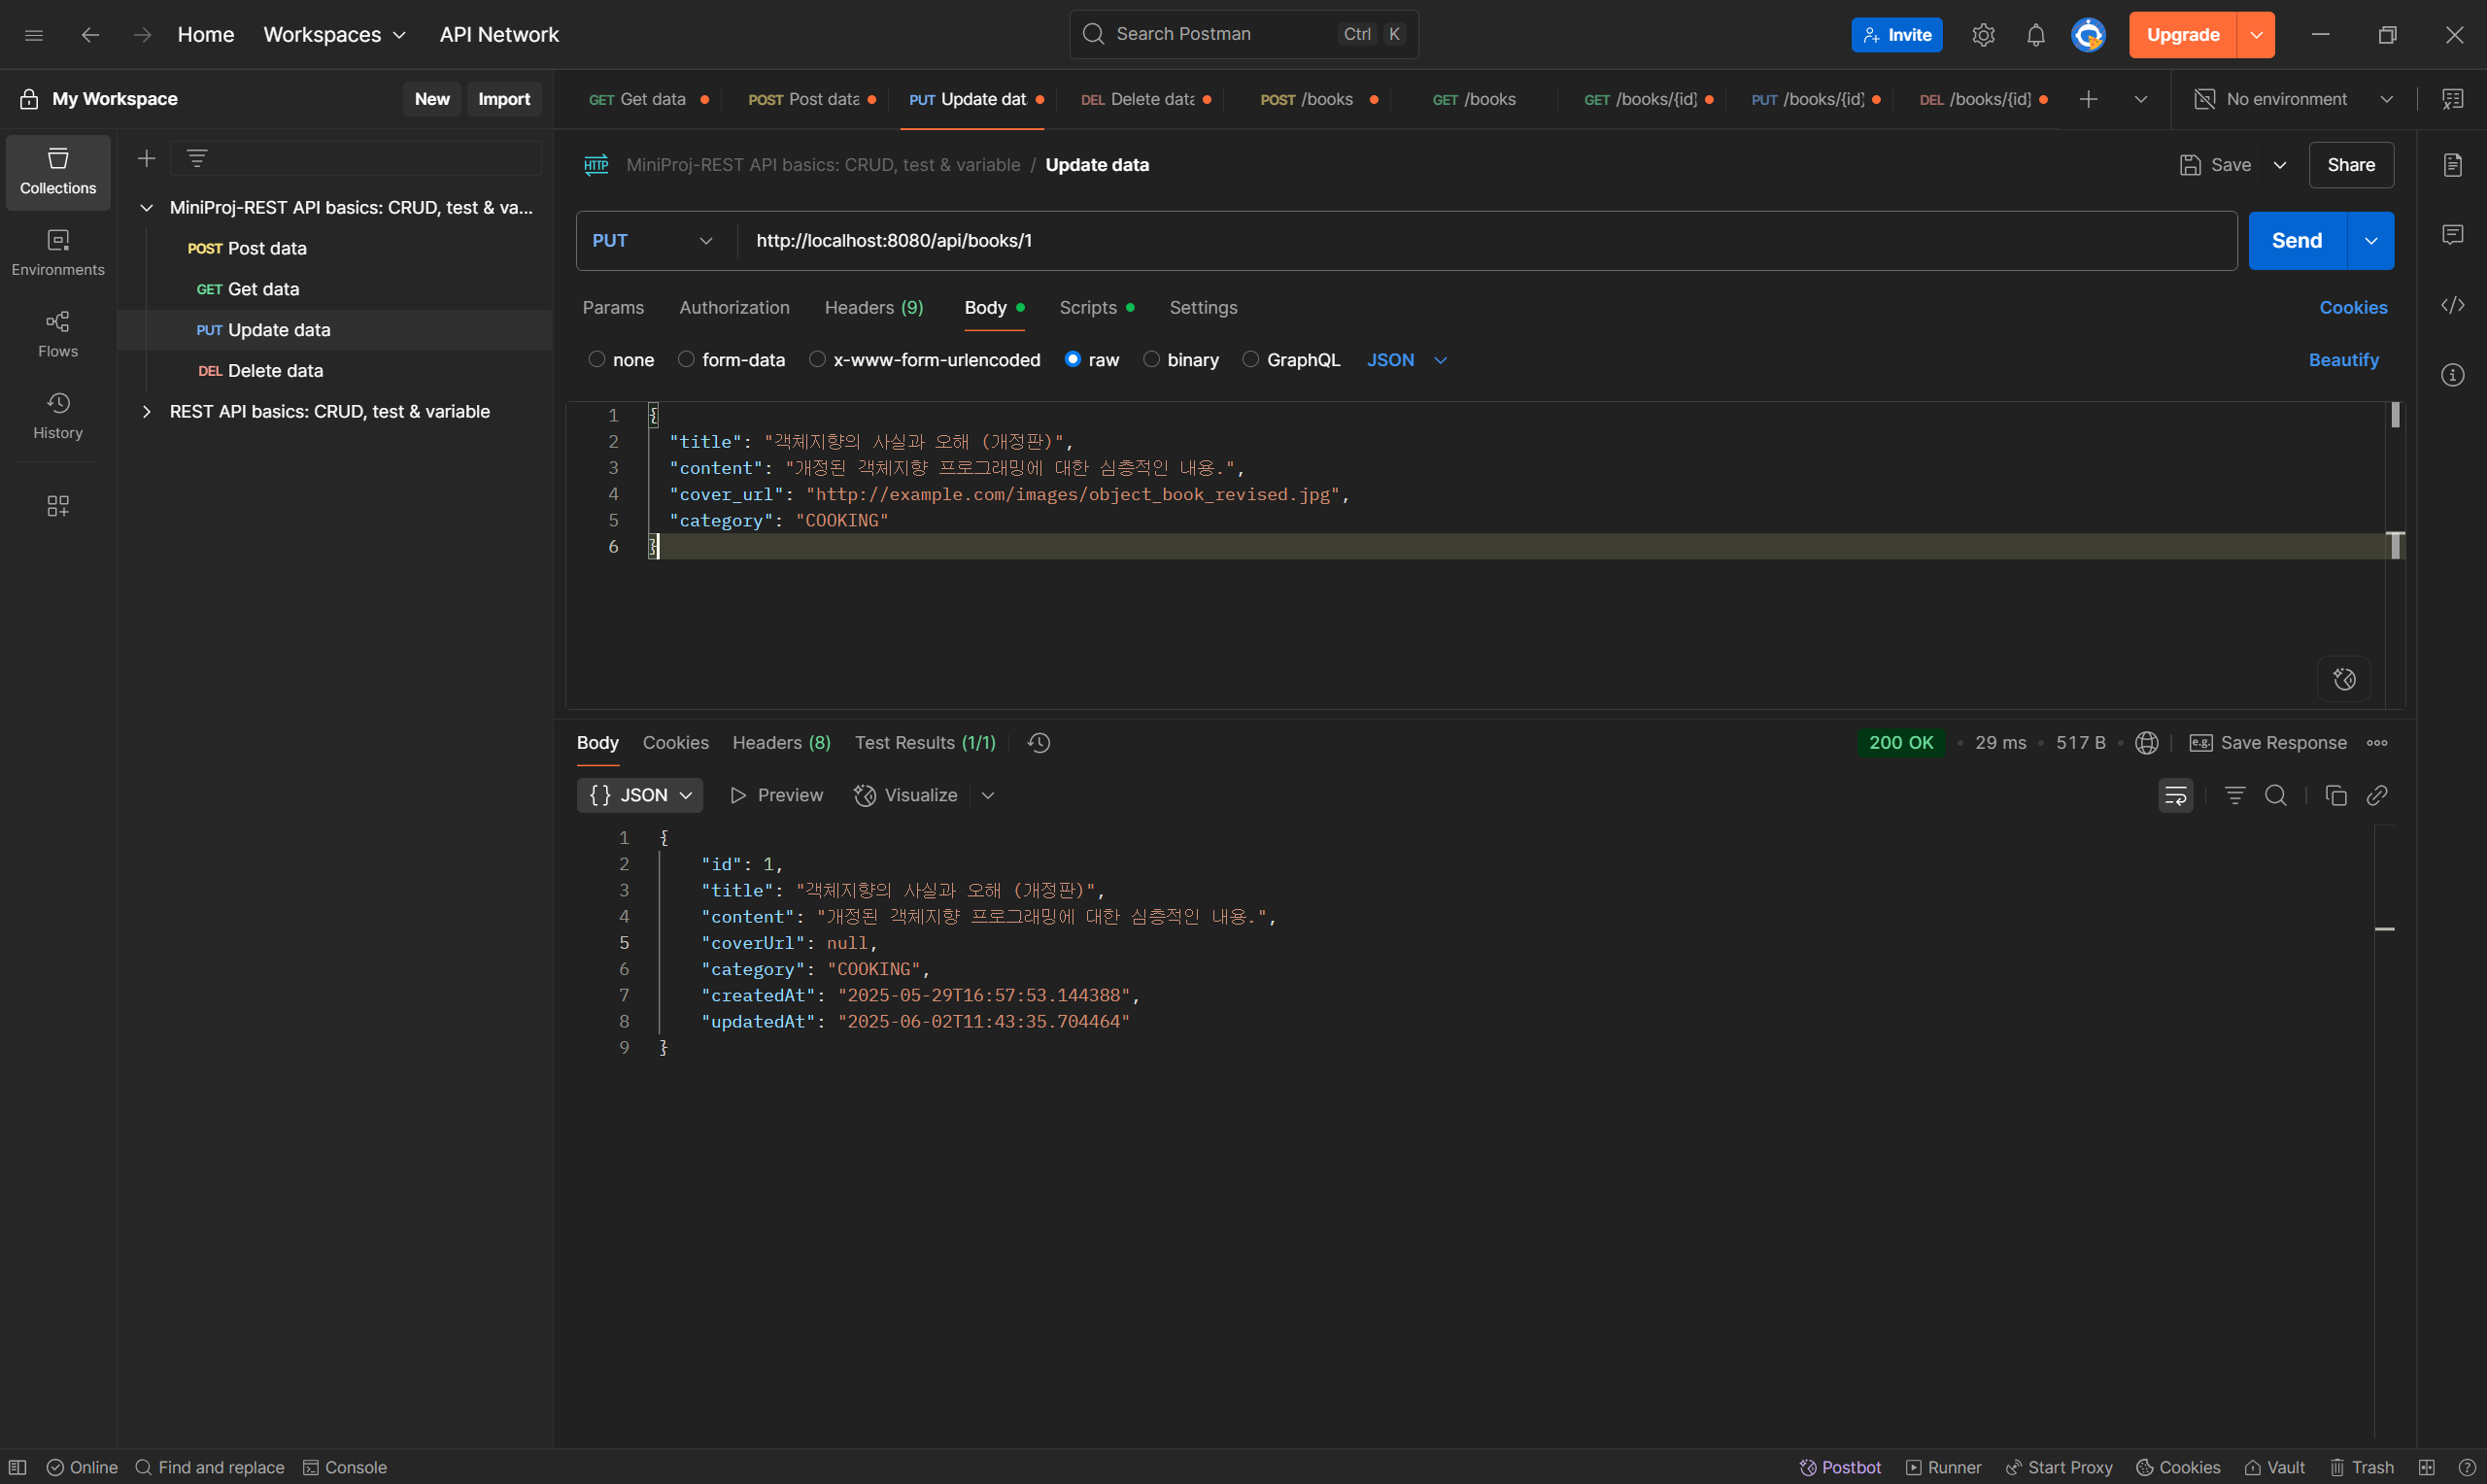 Home Workspaces API Network Search Postman Ctrl K Invite Upgrade
My Workspace New Import GET Get data POST Post data PUT Update dat DEL Delete data POST /books GET /books GET /books/{id} PUT /books/{id} DEL /books/{id} No environment
Collections
Environments
Flows
History
MiniProj-REST API basics: CRUD, test & va...
POST Post data
GET Get data
PUT Update data
DEL Delete data
REST API basics: CRUD, test & variable
HTTP MiniProj-REST API basics: CRUD, test & variable / Update data Save Share
PUT http://localhost:8080/api/books/1 Send
Params Authorization Headers (9) Body Scripts Settings Cookies
none form-data x-www-form-urlencoded raw binary GraphQL JSON Beautify
1 {
2 "title": "객체지향의 사실과 오해 (개정판)",
3 "content": "개정된 객체지향 프로그래밍에 대한 심층적인 내용.",
4 "cover_url": "http://example.com/images/object_book_revised.jpg",
5 "category": "COOKING"
6 }
Body Cookies Headers (8) Test Results (1/1) 200 OK • 29 ms • 517 B • e.g. Save Response
{} JSON Preview Visualize
1 {
2 "id": 1,
3 "title": "객체지향의 사실과 오해 (개정판)",
4 "content": "개정된 객체지향 프로그래밍에 대한 심층적인 내용.",
5 "coverUrl": null,
6 "category": "COOKING",
7 "createdAt": "2025-05-29T16:57:53.144388",
8 "updatedAt": "2025-06-02T11:43:35.704464"
9 }
Online Find and replace Console Postbot Runner Start Proxy Cookies Vault Trash